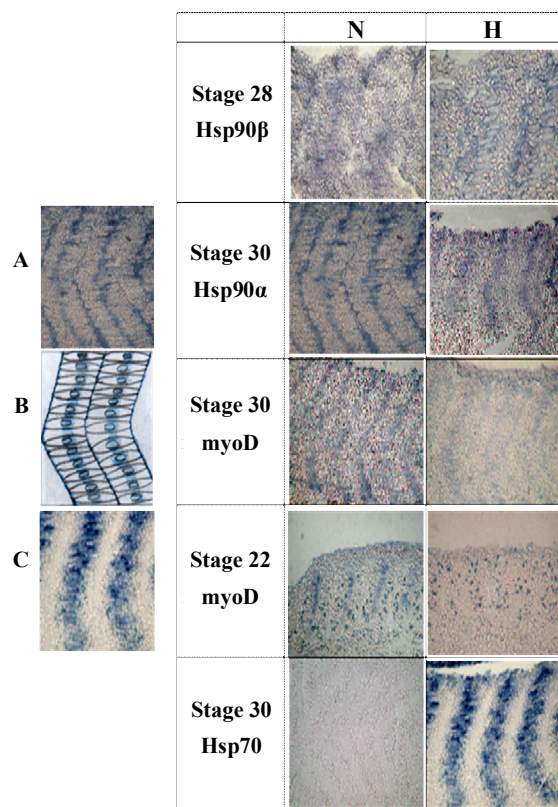 N H
Stage 28
Hsp90β
A
Stage 30
Hsp90α
B
Stage 30
myoD
C
Stage 22
myoD
Stage 30
Hsp70